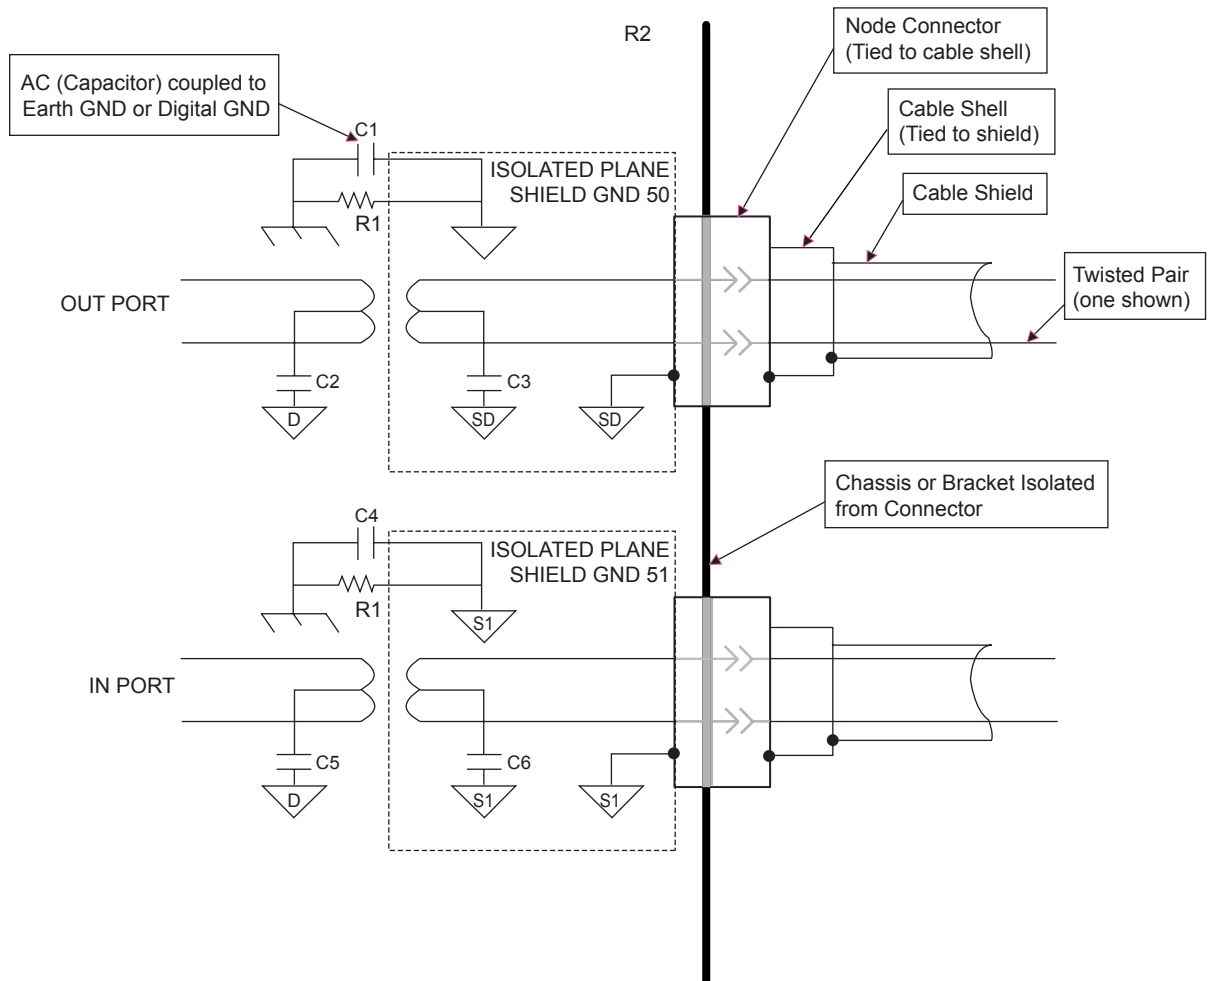 R2
Node Connector
(Tied to cable shell)
AC (Capacitor) coupled to
Earth GND or Digital GND
Cable Shell
(Tied to shield)
C1
ISOLATED PLANE
SHIELD GND 50
R1
Cable Shield
OUT PORT
Twisted Pair
(one shown)
C2
C3
D
SD
SD
Chassis or Bracket Isolated
from Connector
C4
ISOLATED PLANE
SHIELD GND 51
R1
S1
IN PORT
C5
C6
D
S1
S1